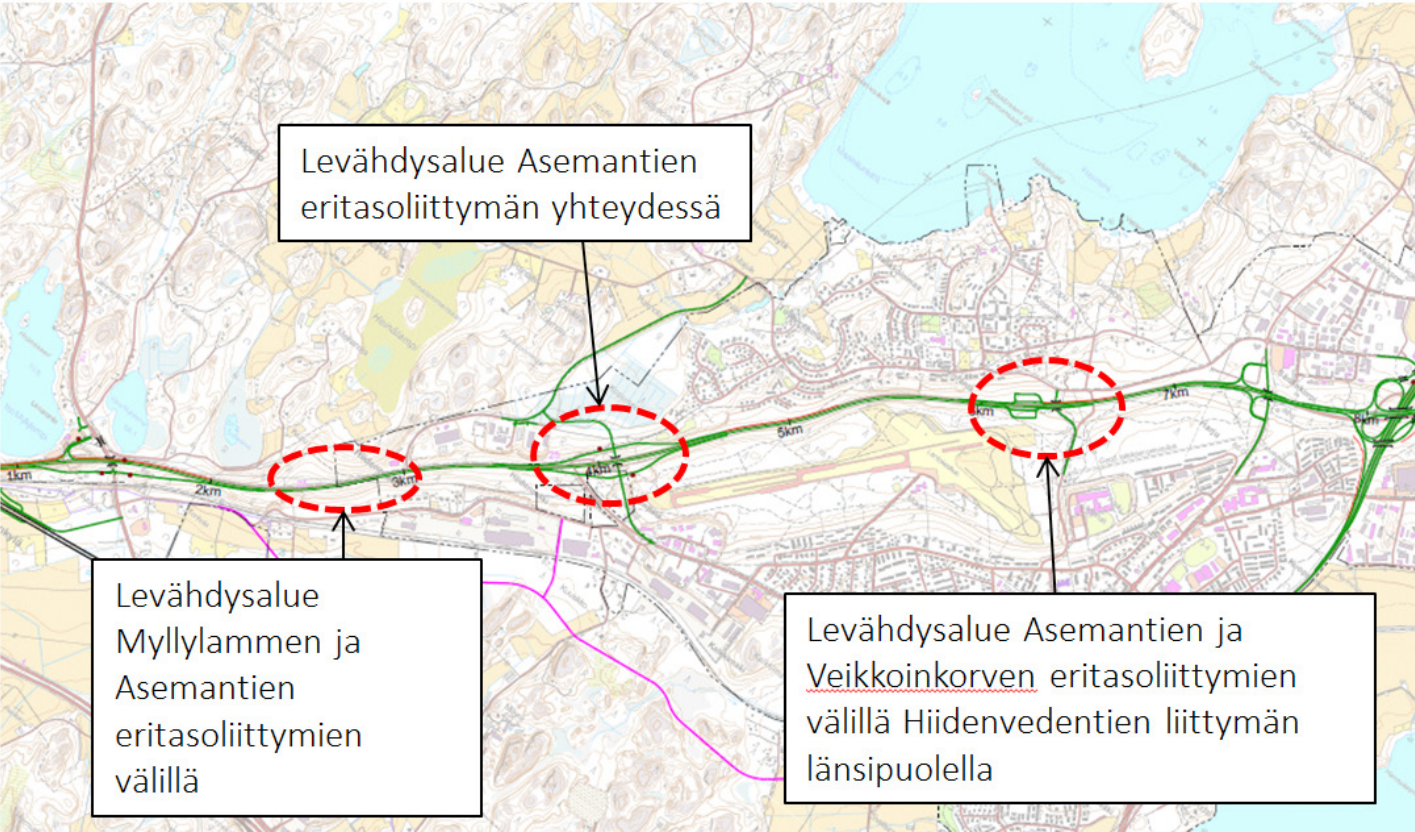 Levähdysalue Asemantien
eritasoliittymän yhteydessä
1km
2km
3km
4km
5km
6km
7km
8km
Levähdysalue
Myllylammen ja
Asemantien
eritasoliittymien
välillä
Levähdysalue Asemantien ja
Veikkoinkorven eritasoliittymien
välillä Hiidenvedentien liittymän
länsipuolella